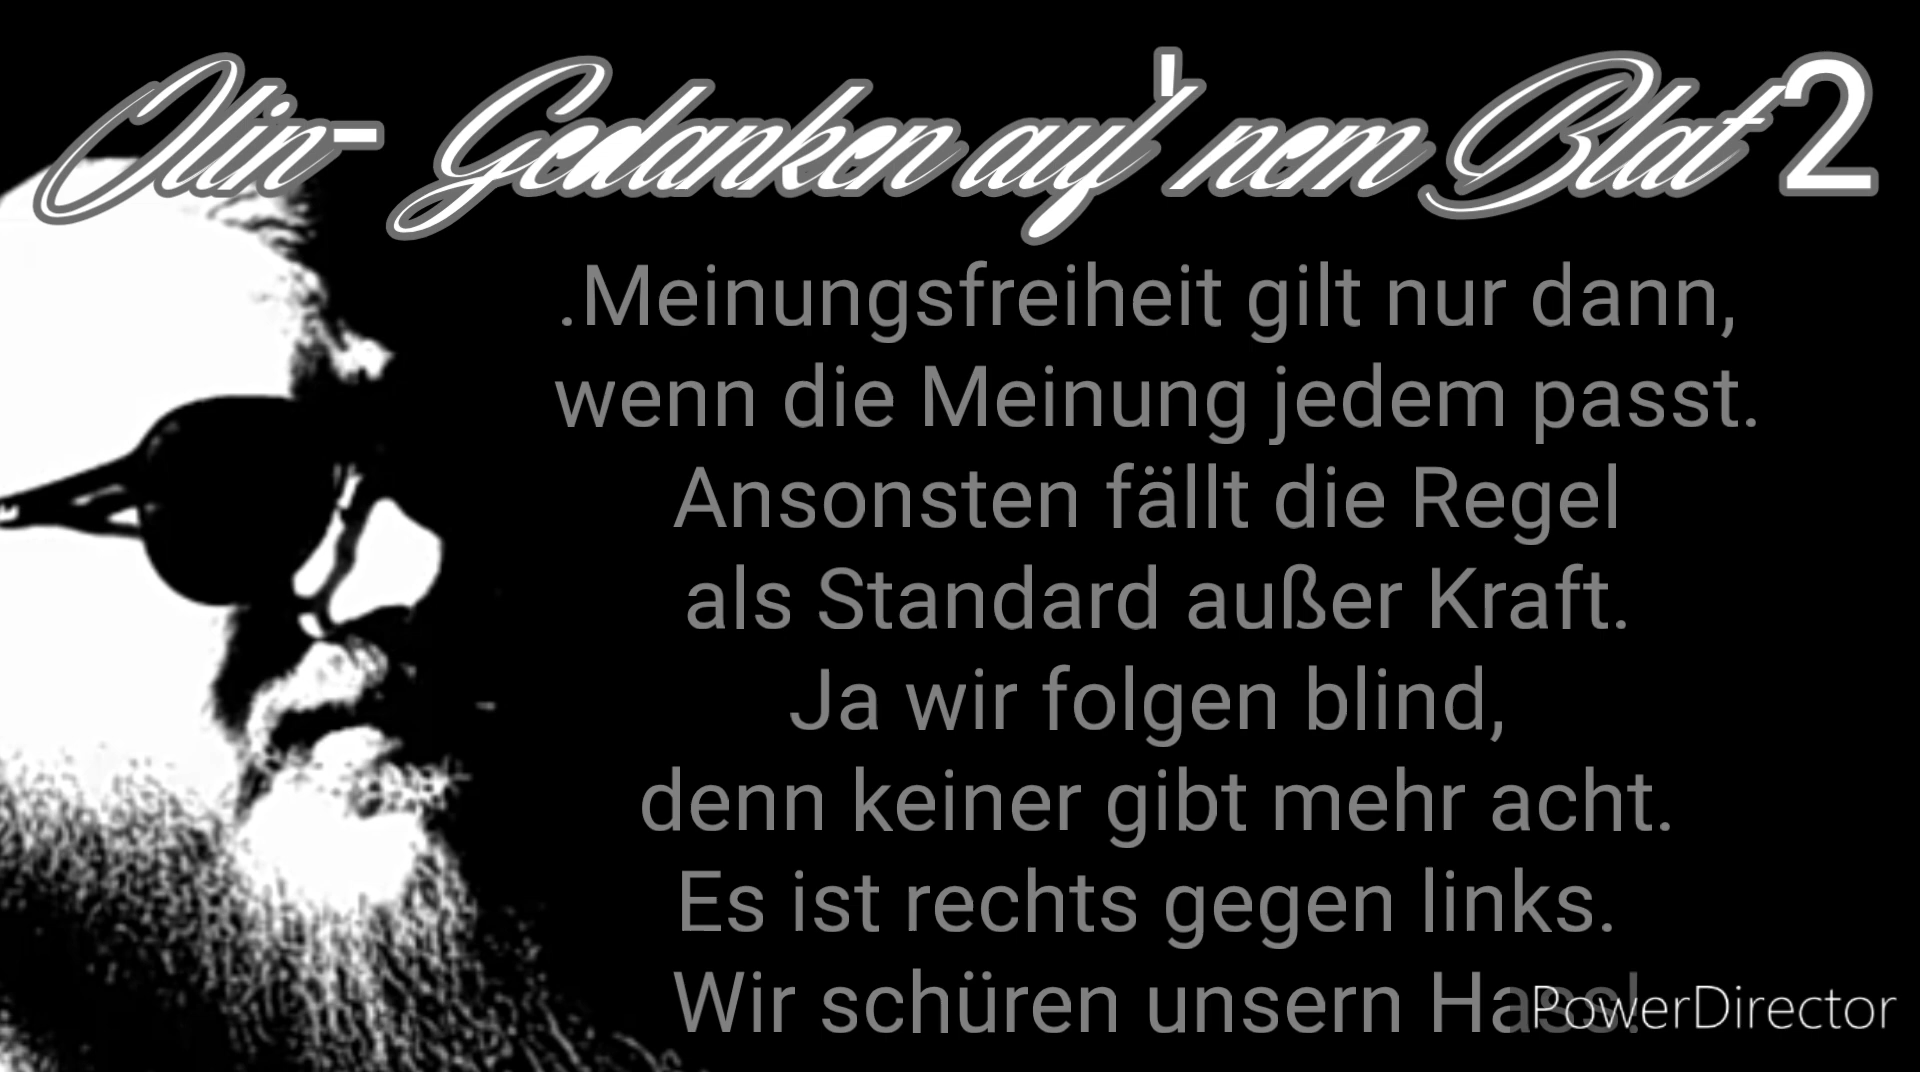 Olin- Gedanken auf'nem Blatt 2
.Meinungsfreiheit gilt nur dann,
wenn die Meinung jedem passt.
Ansonsten fällt die Regel
als Standard außer Kraft.
Ja wir folgen blind,
denn keiner gibt mehr acht.
Es ist rechts gegen links.
Wir schüren unsern Hass!
PowerDirector